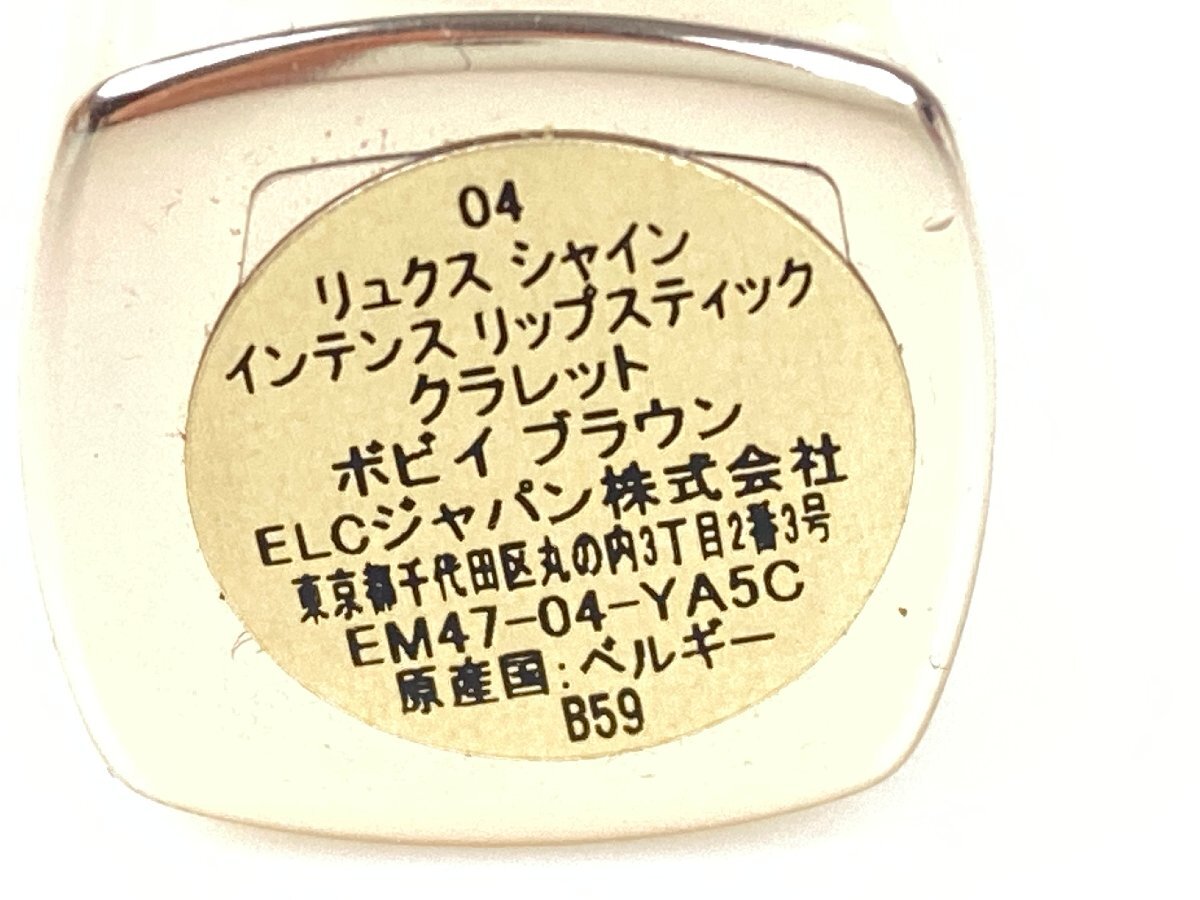 04
リュクス シャイン
インテンス リップスティック
クラレット
ボビイ ブラウン
ELCジャパン株式会社
東京都千代田区丸の内3丁目2番3号
EM47-04-YA5C
原産国:ベルギー
B59